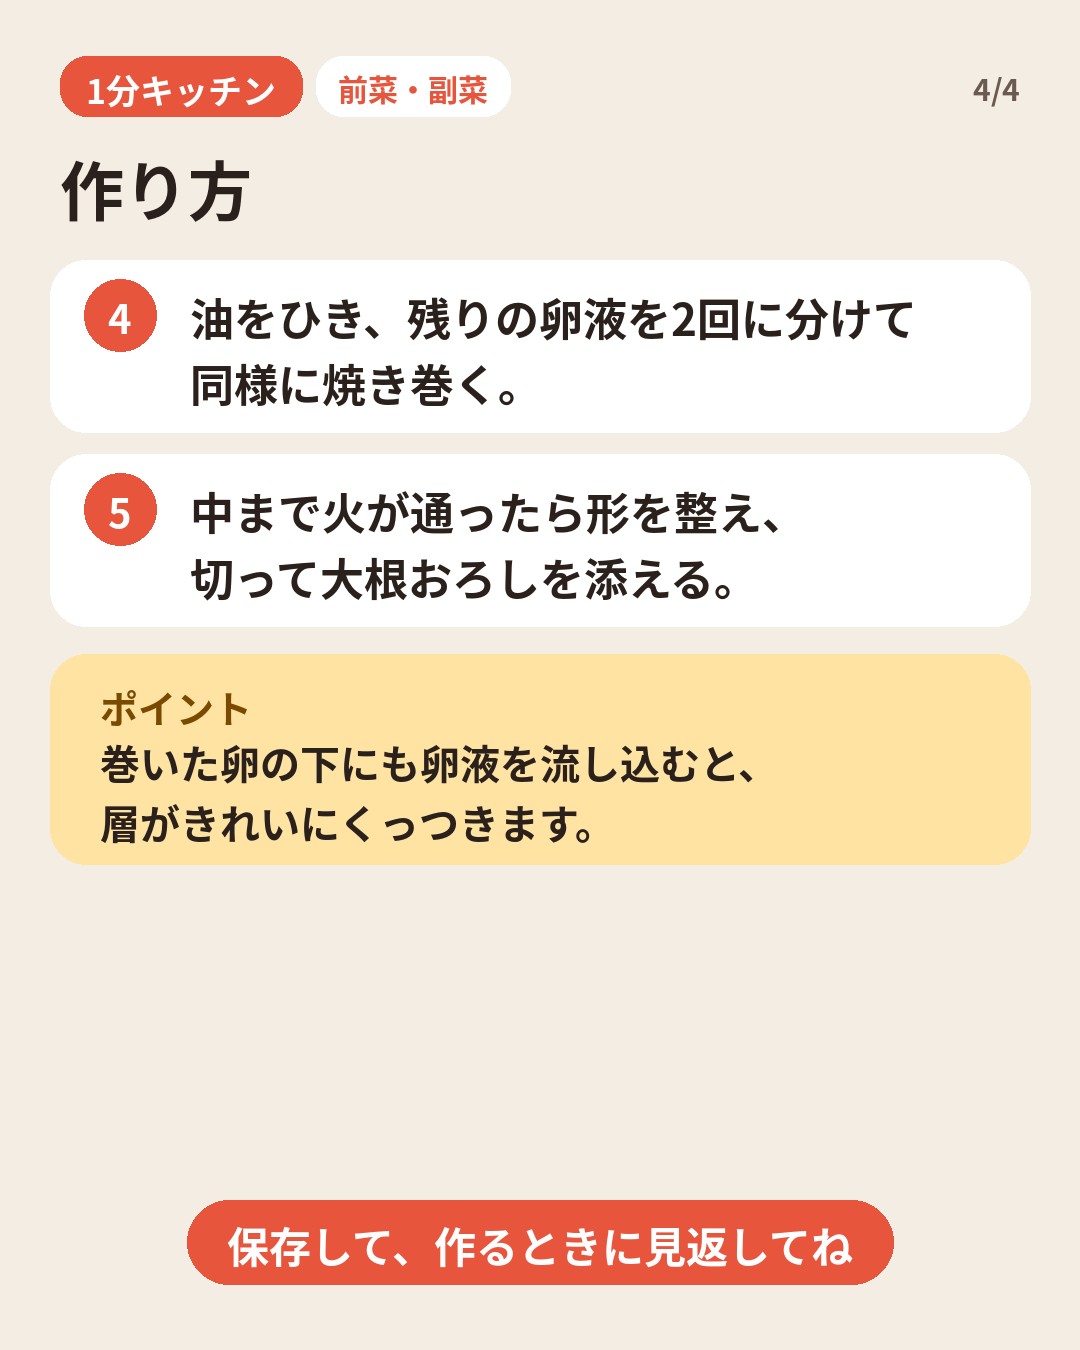 1分キッチン
前菜・副菜
4/4
作り方
4
油をひき、残りの卵液を2回に分けて
同様に焼き巻く。
5
中まで火が通ったら形を整え、
切って大根おろしを添える。
ポイント
巻いた卵の下にも卵液を流し込むと、
層がきれいにくっつきます。
保存して、作るときに見返してね